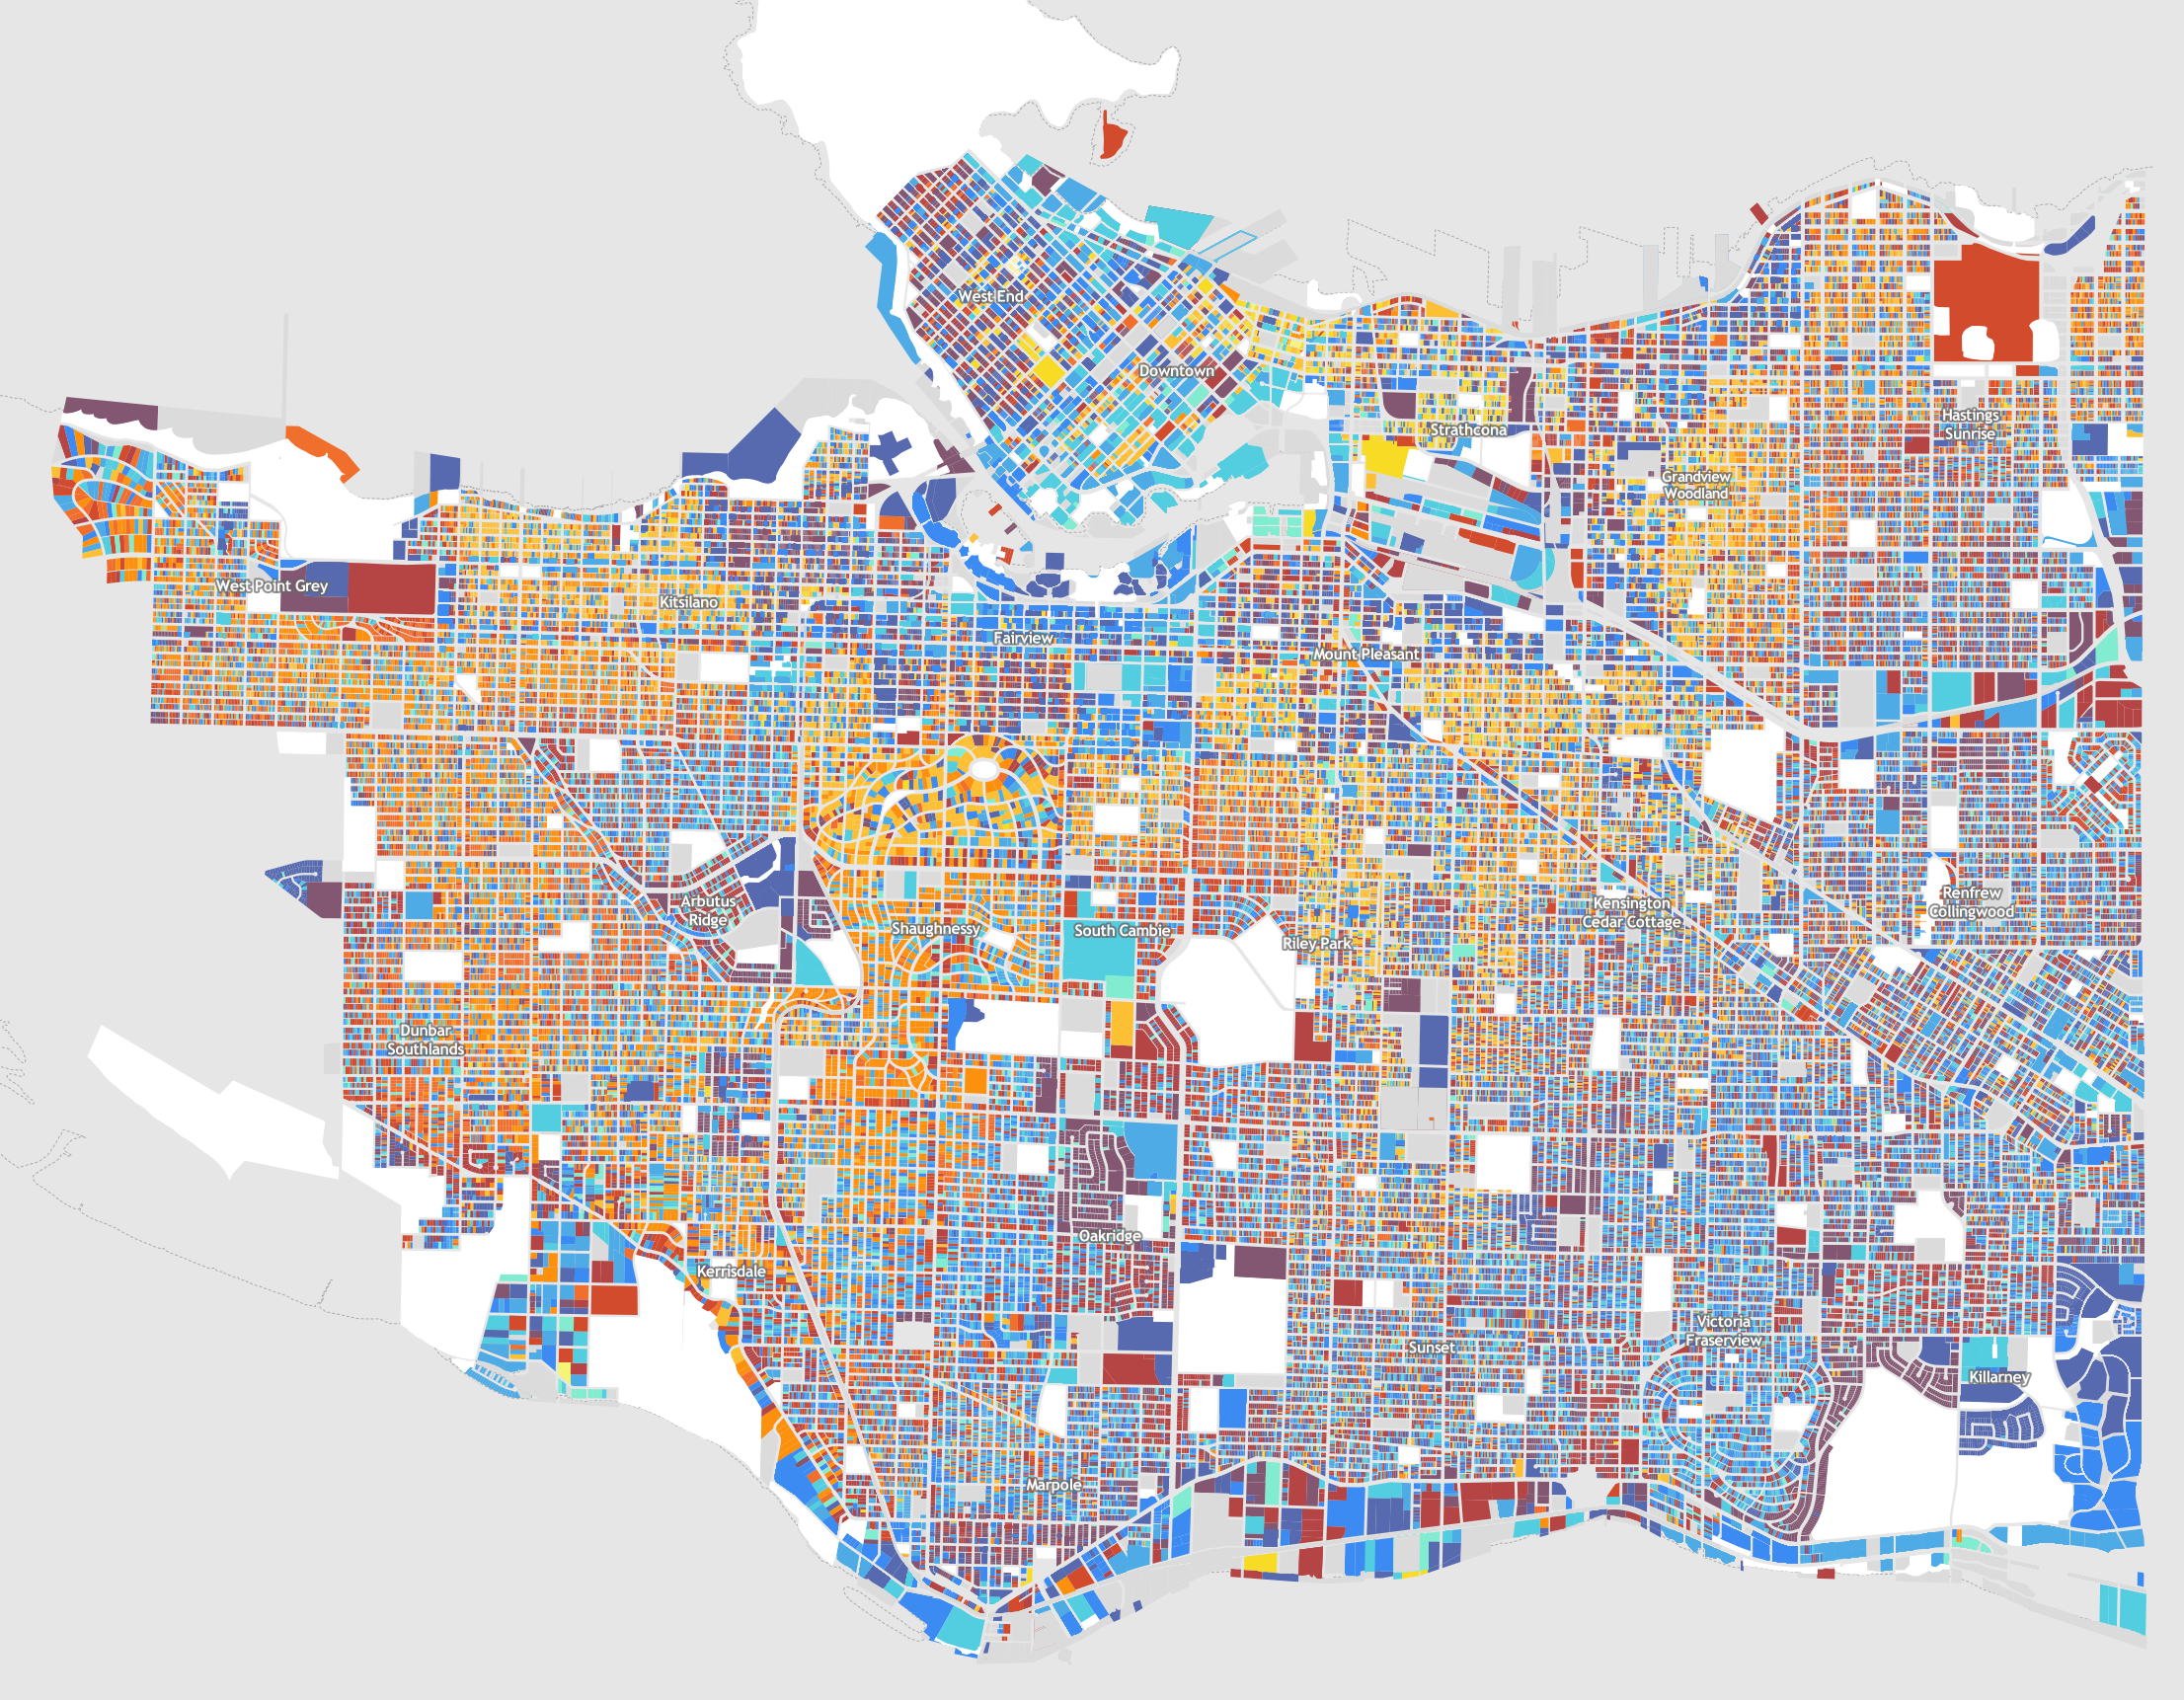 West End
Downtown
Strathcona
Hastings
Sunrise
Grandview
Woodland
West Point Grey
Kitsilano
Fairview
Mount Pleasant
Arbutus
Ridge
Shaughnessy
South Cambie
Riley Park
Kensington
Cedar Cottage
Renfrew
Collingwood
Dunbar
Southlands
Oakridge
Kerrisdale
Sunset
Victoria
Fraserview
Killarney
Marpole